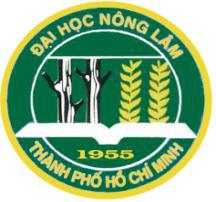 ĐẠI HỌC NÔNG LÂM
1955
THÀNH PHỐ HỒ CHÍ MINH